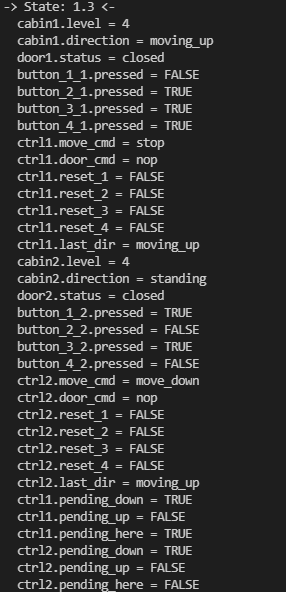 -> State: 1.3 <-
cabin1.level = 4
cabin1.direction = moving_up
door1.status = closed
button_1_1.pressed = FALSE
button_2_1.pressed = TRUE
button_3_1.pressed = TRUE
button_4_1.pressed = TRUE
ctrl1.move_cmd = stop
ctrl1.door_cmd = nop
ctrl1.reset_1 = FALSE
ctrl1.reset_2 = FALSE
ctrl1.reset_3 = FALSE
ctrl1.reset_4 = FALSE
ctrl1.last_dir = moving_up
cabin2.level = 4
cabin2.direction = standing
door2.status = closed
button_1_2.pressed = TRUE
button_2_2.pressed = FALSE
button_3_2.pressed = TRUE
button_4_2.pressed = FALSE
ctrl2.move_cmd = move_down
ctrl2.door_cmd = nop
ctrl2.reset_1 = FALSE
ctrl2.reset_2 = FALSE
ctrl2.reset_3 = FALSE
ctrl2.reset_4 = FALSE
ctrl2.last_dir = moving_up
ctrl1.pending_down = TRUE
ctrl1.pending_up = FALSE
ctrl1.pending_here = TRUE
ctrl2.pending_down = TRUE
ctrl2.pending_up = FALSE
ctrl2.pending_here = FALSE